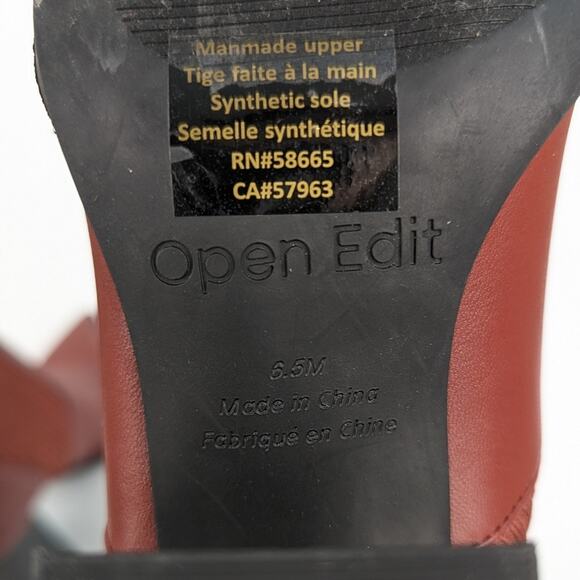 Manmade upper
Tige faite à la main
Synthetic sole
Semelle synthétique
RN#58665
CA#57963
Open Edit
6.5M
Made in China
Fabriqué en Chine